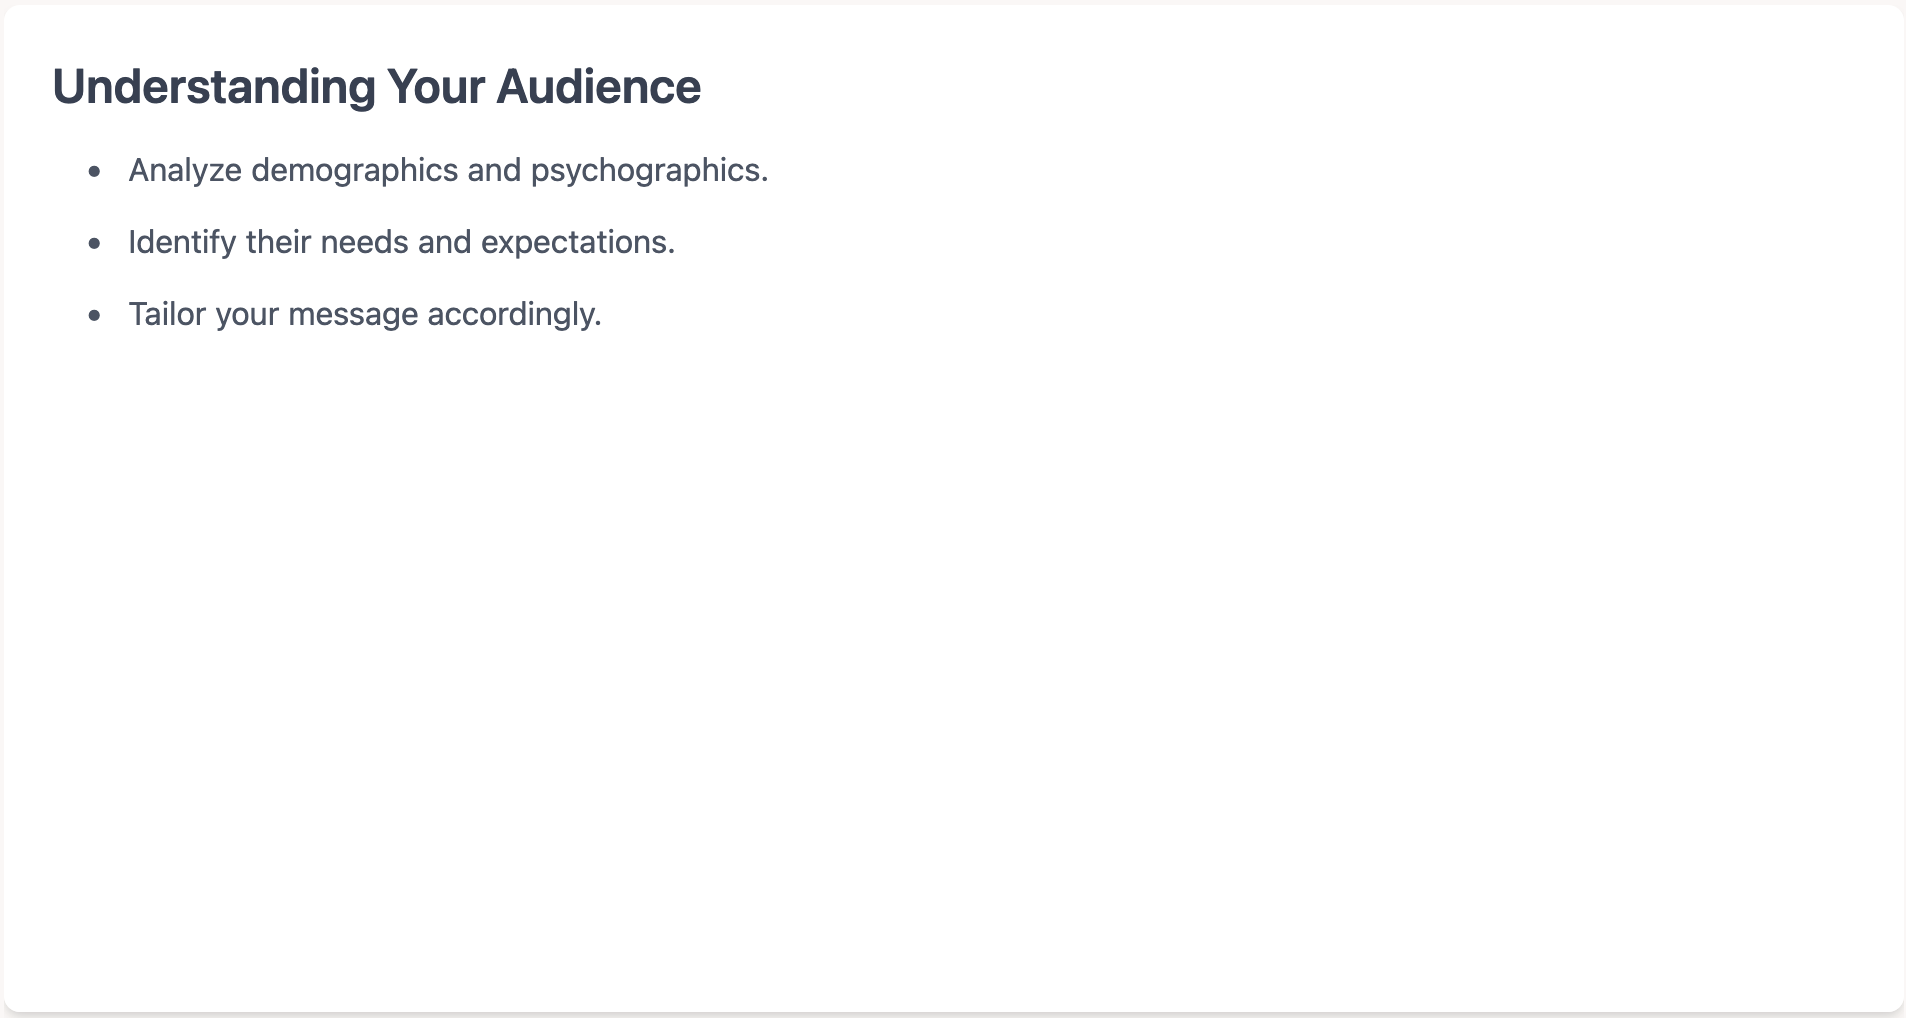 Understanding Your Audience
• Analyze demographics and psychographics.
• Identify their needs and expectations.
• Tailor your message accordingly.